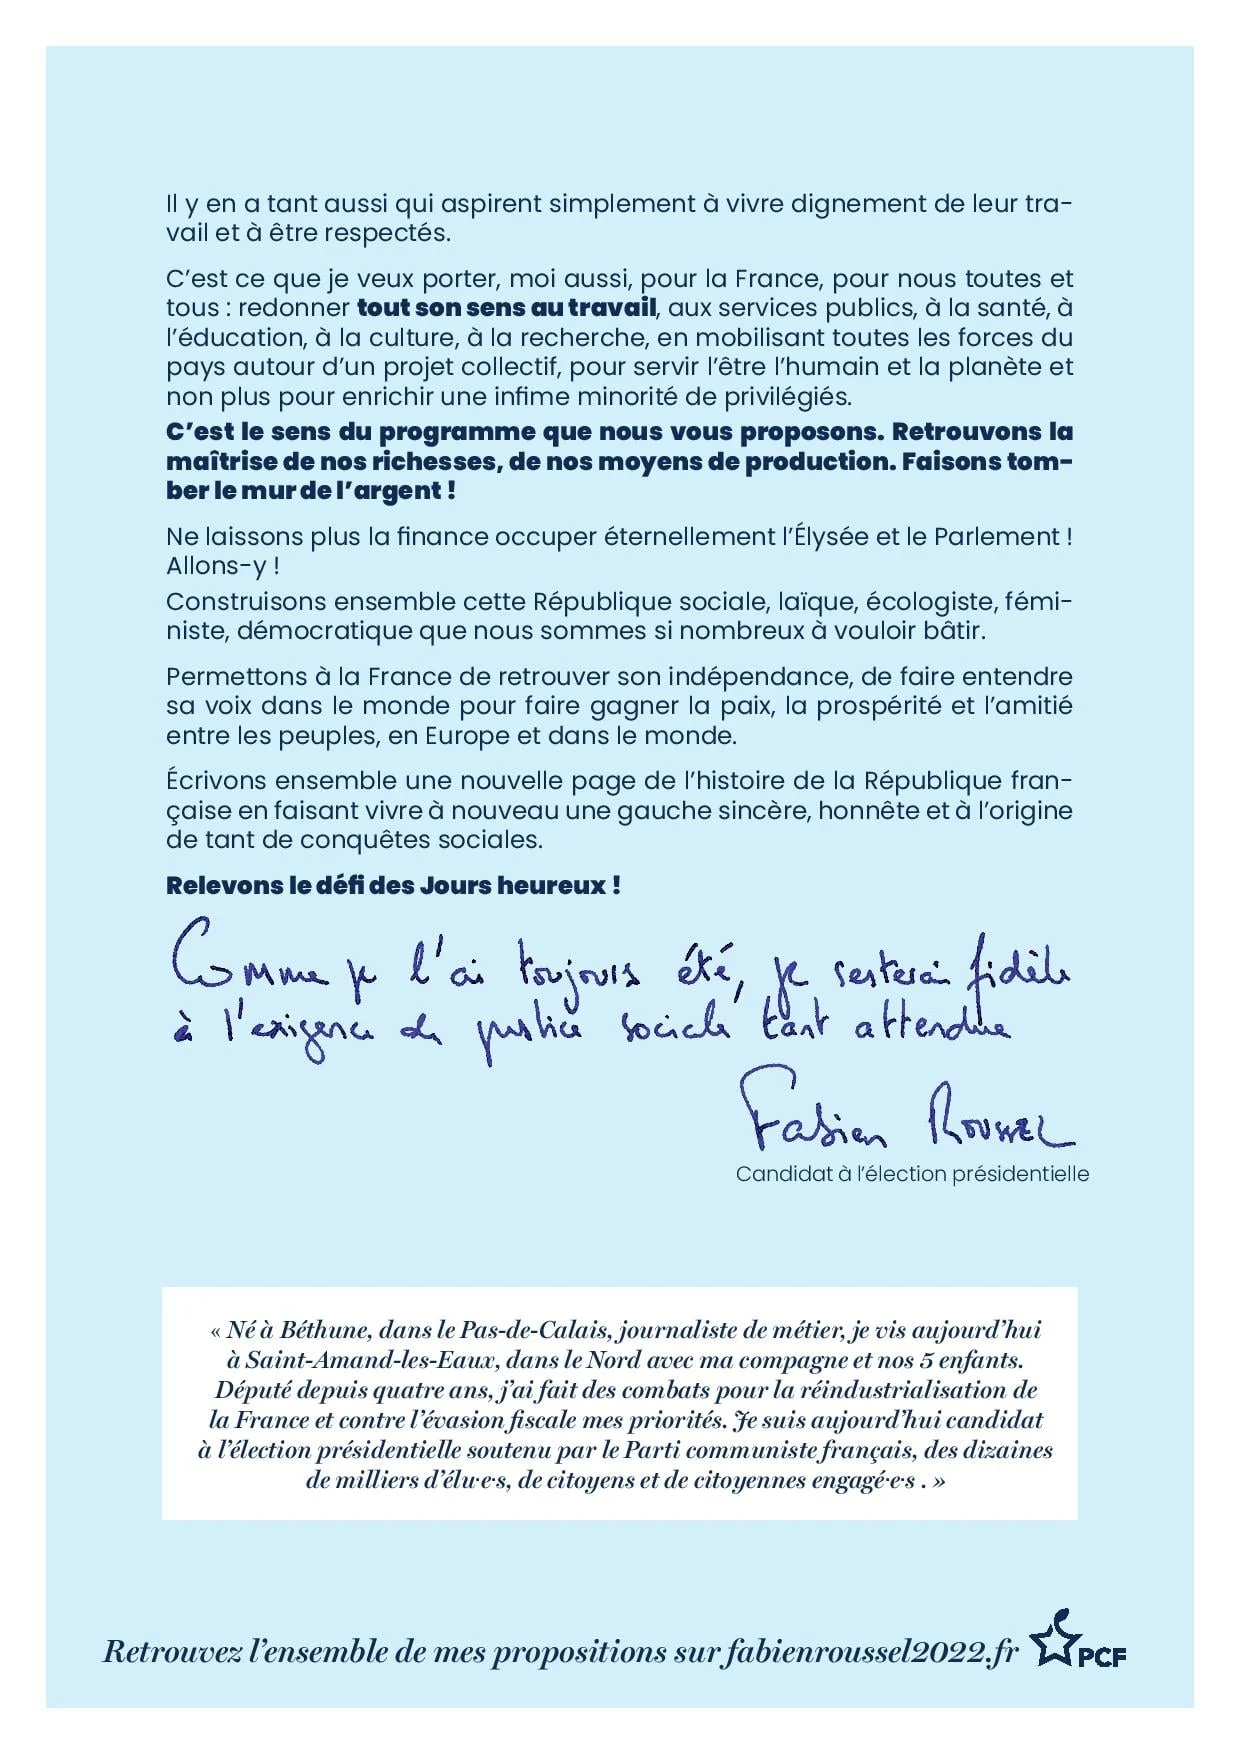 Il y en a tant aussi qui aspirent simplement à vivre dignement de leur tra-
vail et à être respectés.
C'est ce que je veux porter, moi aussi, pour la France, pour nous toutes et
tous : redonner tout son sens au travail, aux services publics, à la santé, à
l'éducation, à la culture, à la recherche, en mobilisant toutes les forces du
pays autour d'un projet collectif, pour servir l'être l'humain et la planète et
non plus pour enrichir une infime minorité de privilégiés.
C'est le sens du programme que nous vous proposons. Retrouvons la
maîtrise de nos richesses, de nos moyens de production. Faisons tom-
ber le mur de l'argent !
Ne laissons plus la finance occuper éternellement l'Élysée et le Parlement !
Allons-y !
Construisons ensemble cette République sociale, laïque, écologiste, fémi-
niste, démocratique que nous sommes si nombreux à vouloir bâtir.
Permettons à la France de retrouver son indépendance, de faire entendre
sa voix dans le monde pour faire gagner la paix, la prospérité et l'amitié
entre les peuples, en Europe et dans le monde.
Écrivons ensemble une nouvelle page de l'histoire de la République fran-
çaise en faisant vivre à nouveau une gauche sincère, honnête et à l'origine
de tant de conquêtes sociales.
Relevons le défi des Jours heureux !
Comme je l'ai toujours été, je resterai fidèle
à l'exigence de justice sociale tant attendue
Fabien ROUSSEL
Candidat à l'élection présidentielle
« Né à Béthune, dans le Pas-de-Calais, journaliste de métier, je vis aujourd'hui
à Saint-Amand-les-Eaux, dans le Nord avec ma compagne et nos 5 enfants.
Député depuis quatre ans, j'ai fait des combats pour la réindustrialisation de
la France et contre l'évasion fiscale mes priorités. Je suis aujourd'hui candidat
à l'élection présidentielle soutenu par le Parti communiste français, des dizaines
de milliers d'élu·e·s, de citoyens et de citoyennes engagé·e·s . »
Retrouvez l'ensemble de mes propositions sur fabienroussel2022.fr PCF